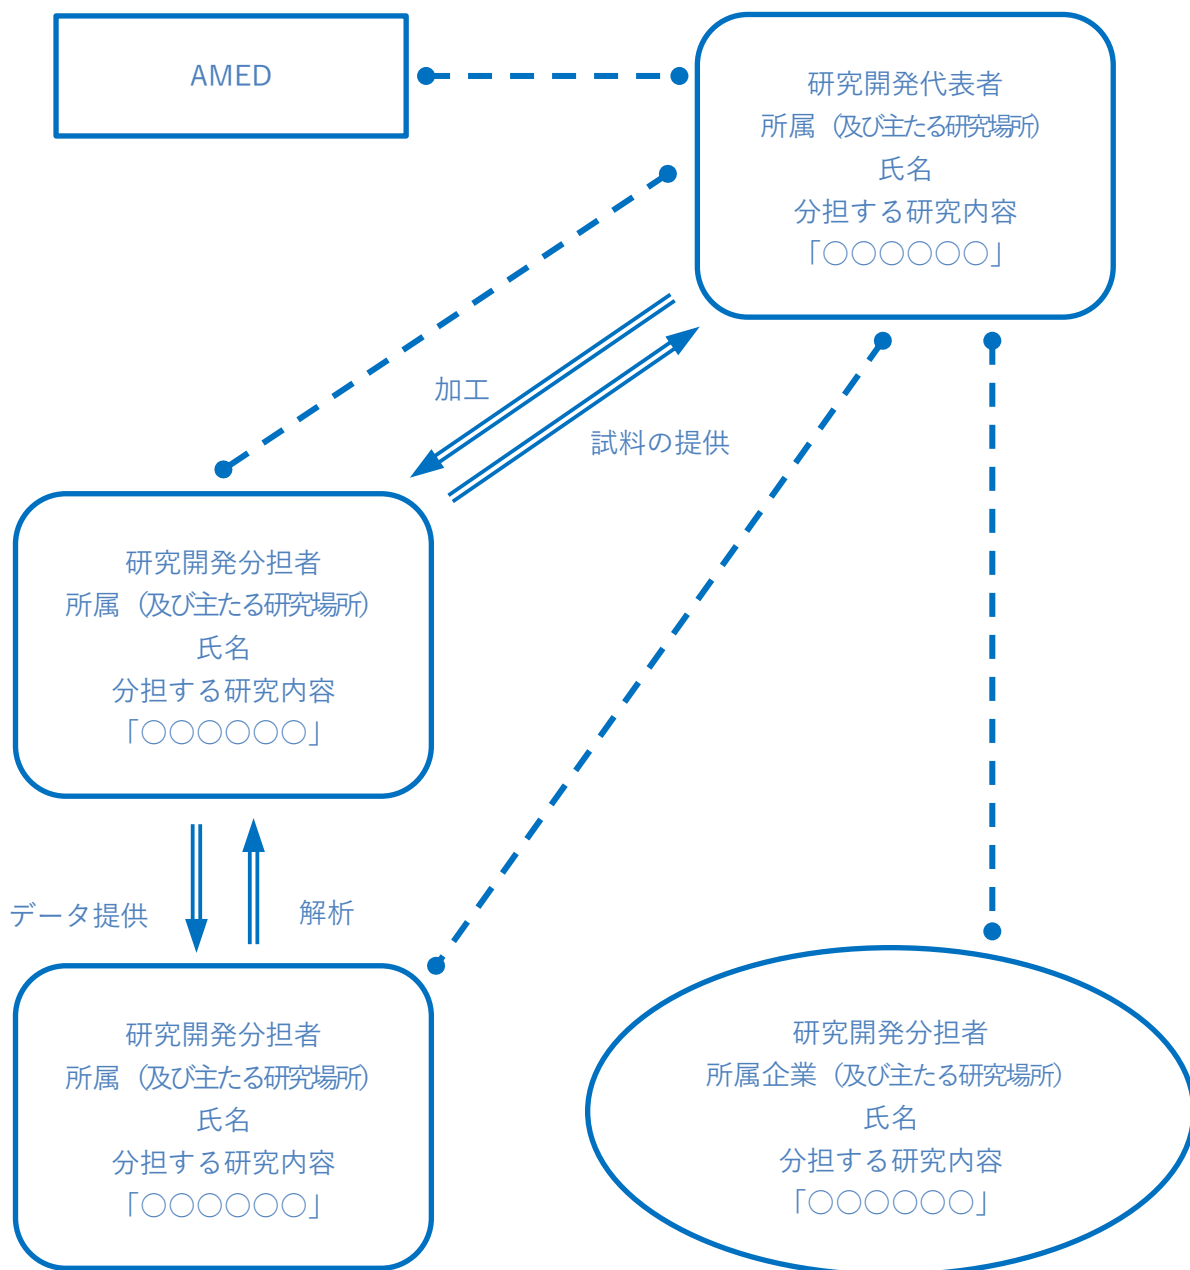 AMED
研究開発代表者
所属（及び主たる研究場所）
氏名
分担する研究内容
「○○○○○○」
加工
試料の提供
研究開発分担者
所属（及び主たる研究場所）
氏名
分担する研究内容
「○○○○○○」
データ提供
解析
研究開発分担者
所属（及び主たる研究場所）
氏名
分担する研究内容
「○○○○○○」
研究開発分担者
所属企業（及び主たる研究場所）
氏名
分担する研究内容
「○○○○○○」